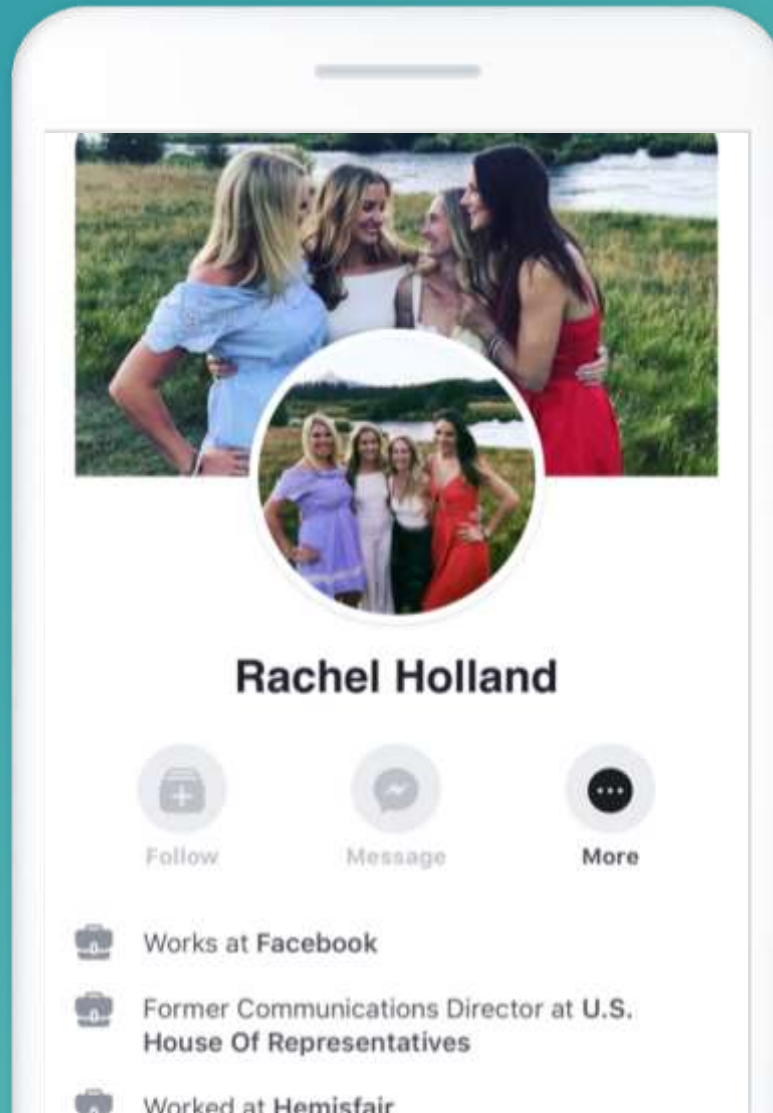 Rachel Holland
Follow Message More
Works at Facebook
Former Communications Director at U.S.
House Of Representatives
Worked at Hemisfair